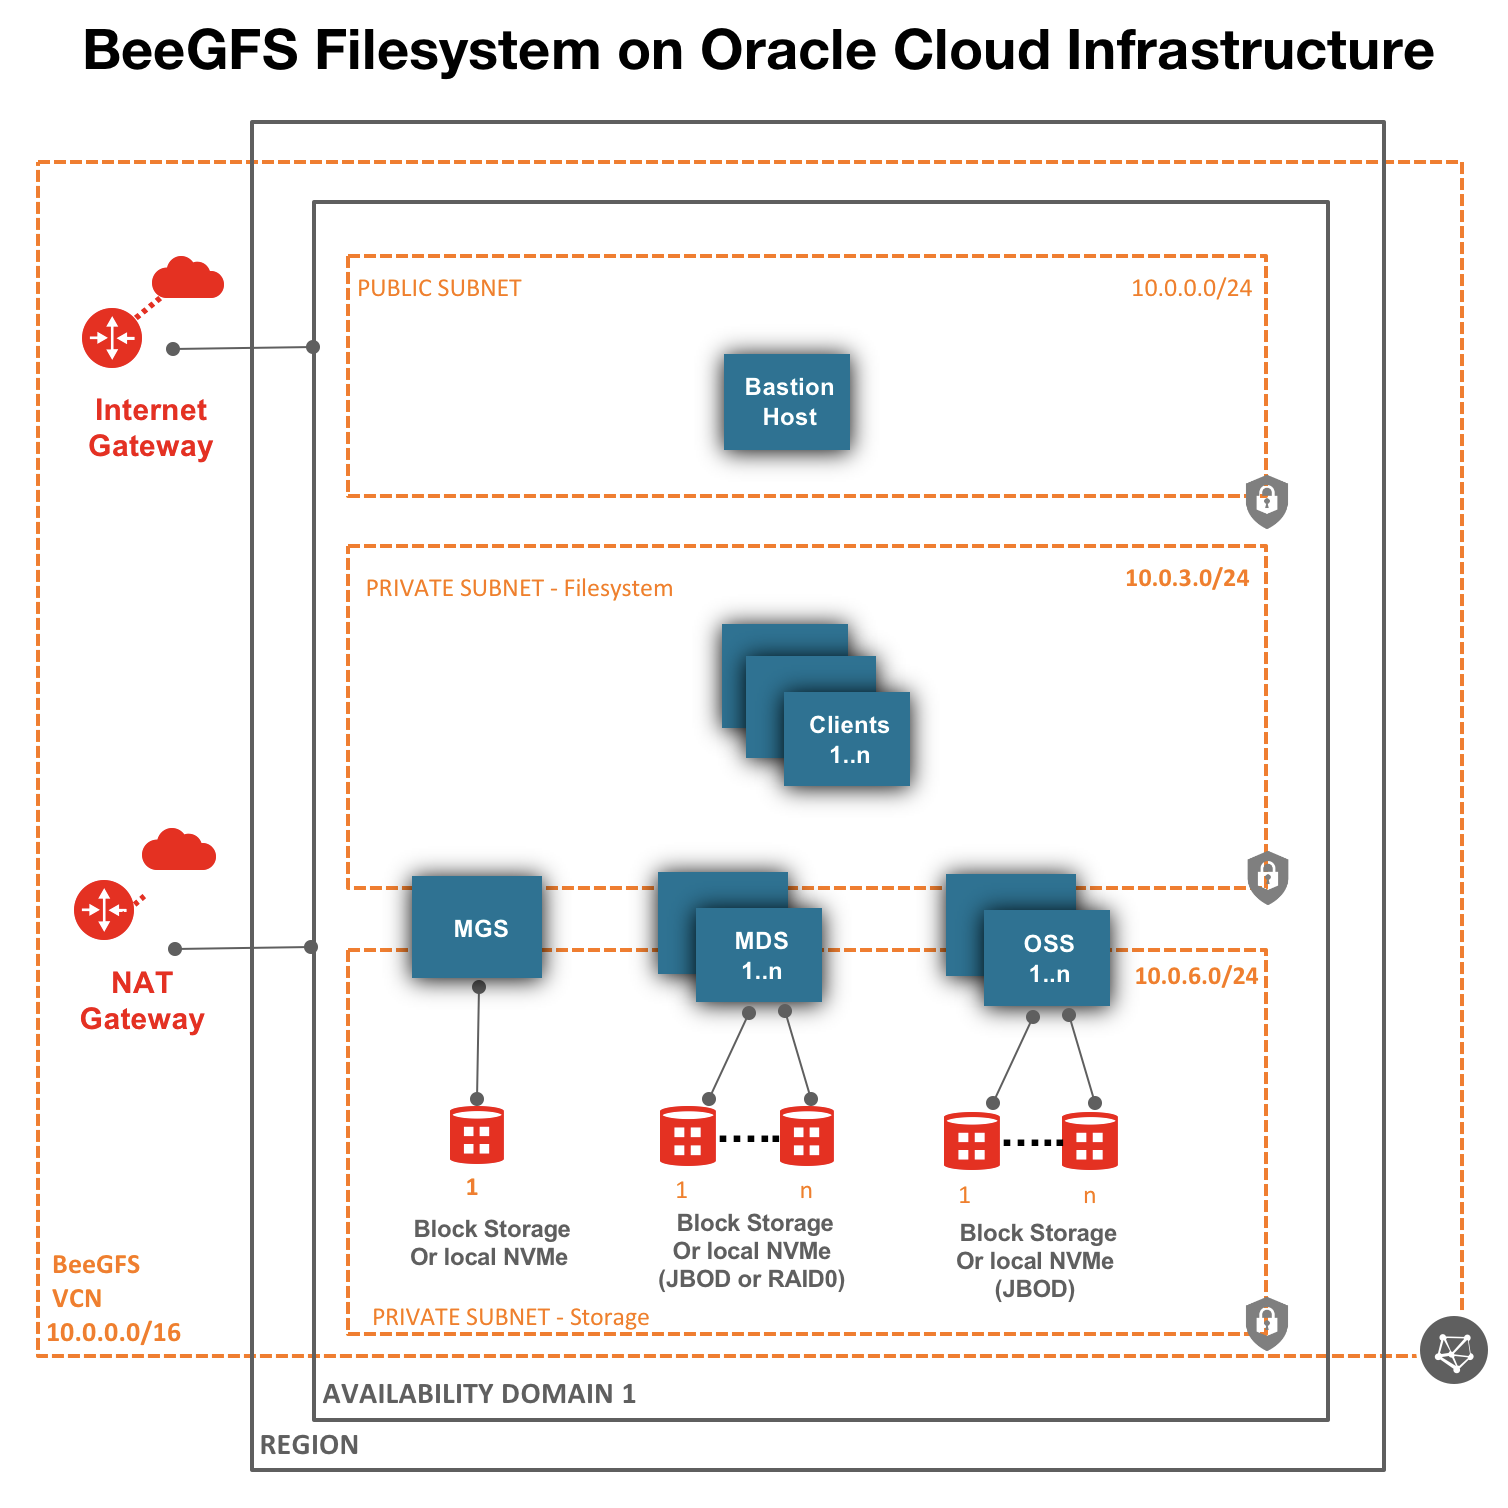 BeeGFS Filesystem on Oracle Cloud Infrastructure
PUBLIC SUBNET
10.0.0.0/24
Bastion
Host
Internet
Gateway
PRIVATE SUBNET - Filesystem
10.0.3.0/24
Clients
1..n
NAT
Gateway
MGS
MDS
1..n
OSS
1..n
10.0.6.0/24
1
Block Storage
Or local NVMe
1
n
Block Storage
Or local NVMe
(JBOD or RAID0)
1
n
Block Storage
Or local NVMe
(JBOD)
PRIVATE SUBNET - Storage
BeeGFS
VCN
10.0.0.0/16
AVAILABILITY DOMAIN 1
REGION